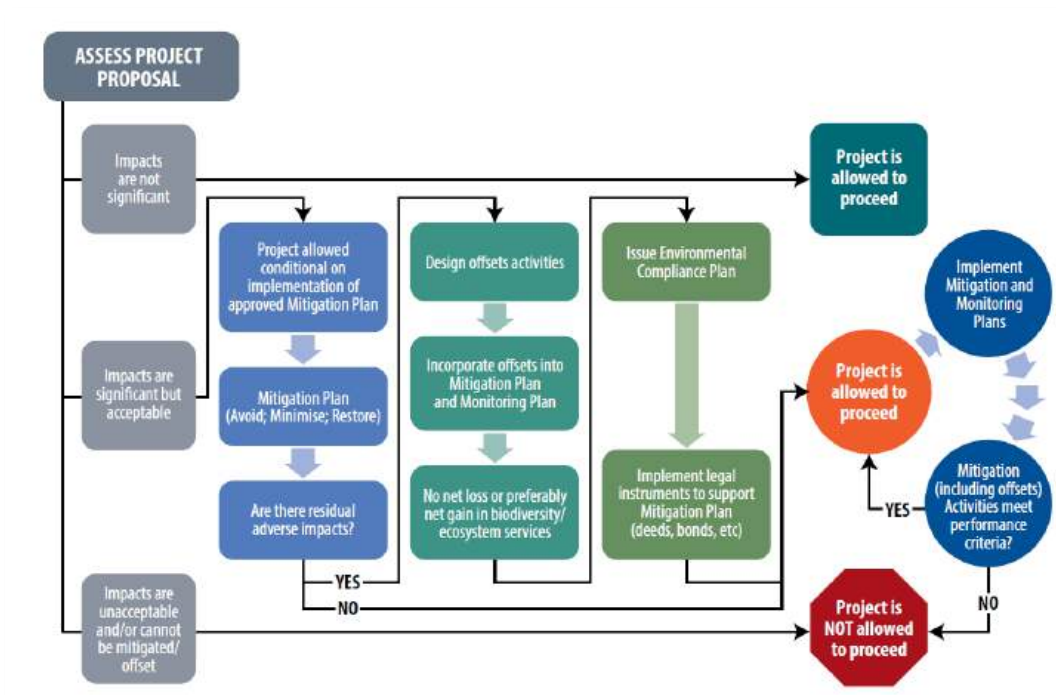 ASSESS PROJECT
PROPOSAL
Impacts
are not
significant
Project is
allowed to
proceed
Project allowed
conditional on
implementation of
approved Mitigation Plan
Design offsets activities
Issue Environmental
Compliance Plan
Implement
Mitigation and
Monitoring
Plans
Impacts are
significant but
acceptable
Mitigation Plan
(Avoid; Minimise; Restore)
Incorporate offsets into
Mitigation Plan
and Monitoring Plan
Project is
allowed to
proceed
Are there residual
adverse impacts?
No net loss or preferably
net gain in biodiversity/
ecosystem services
Implement legal
instruments to support
Mitigation Plan
(deeds, bonds, etc)
Mitigation
(including offsets)
Activities meet
performance
criteria?
YES
YES
NO
NO
Impacts are
unacceptable
and/or cannot
be mitigated/
offset
Project is
NOT allowed
to proceed